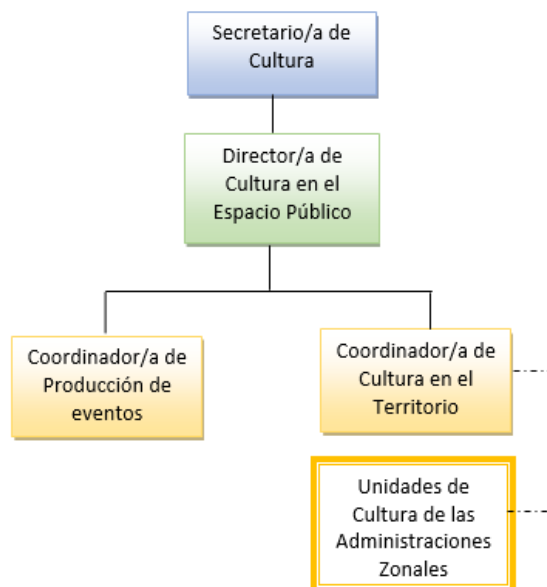 Secretario/a de
Cultura
Director/a de
Cultura en el
Espacio Público
Coordinador/a de
Producción de
eventos
Coordinador/a de
Cultura en el
Territorio
Unidades de
Cultura de las
Administraciones
Zonales